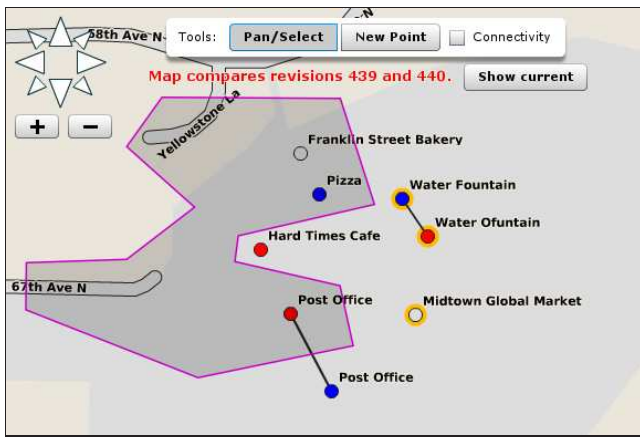 N
58th Ave N
Tools: Pan/Select New Point Connectivity
Map compares revisions 439 and 440. Show current
+ −
Yellowstone La
Franklin Street Bakery
Pizza
Water Fountain
Water Ofuntain
Hard Times Cafe
67th Ave N
Post Office
Midtown Global Market
Post Office